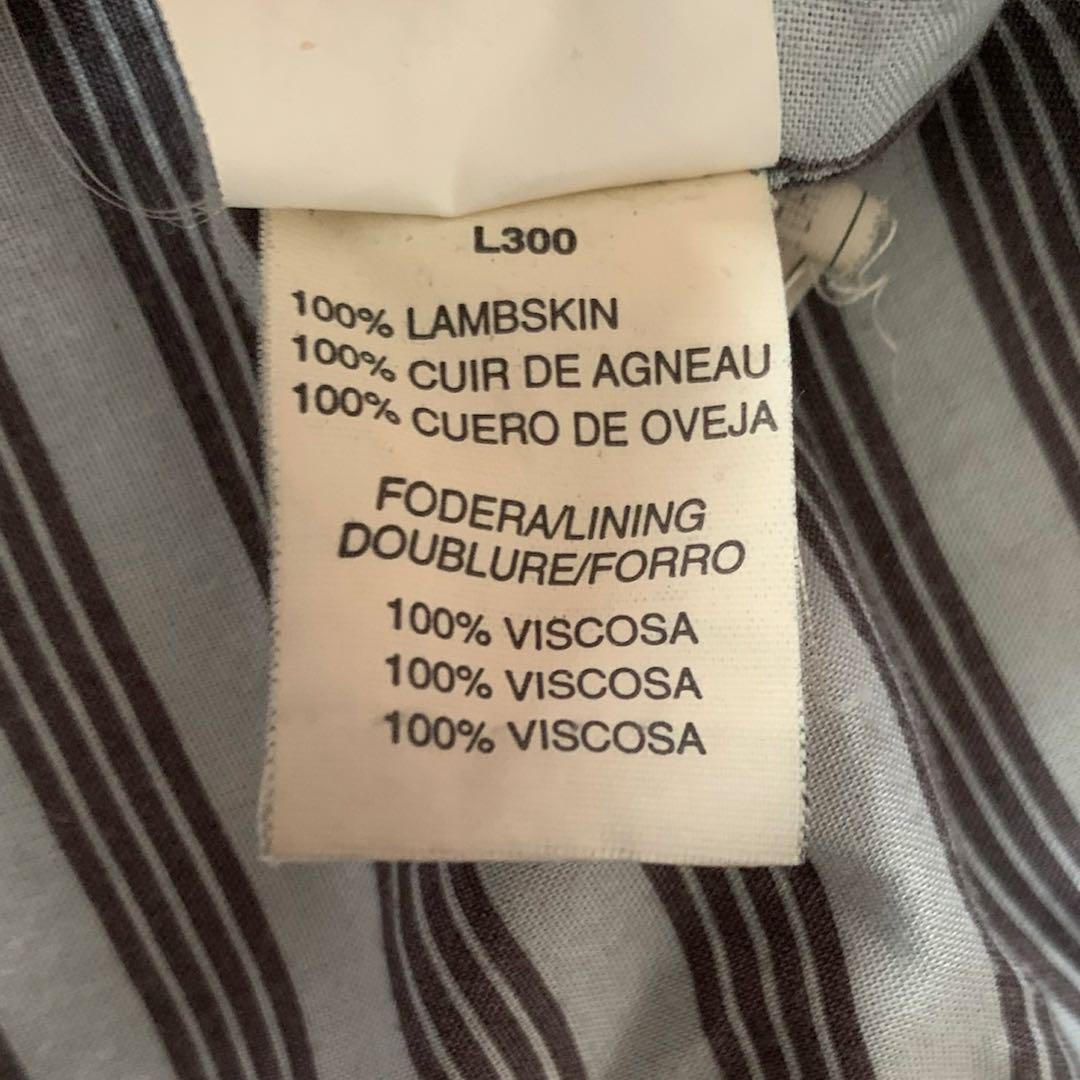 L300
100% LAMBSKIN
100% CUIR DE AGNEAU
100% CUERO DE OVEJA
FODERA/LINING
DOUBLURE/FORRO
100% VISCOSA
100% VISCOSA
100% VISCOSA